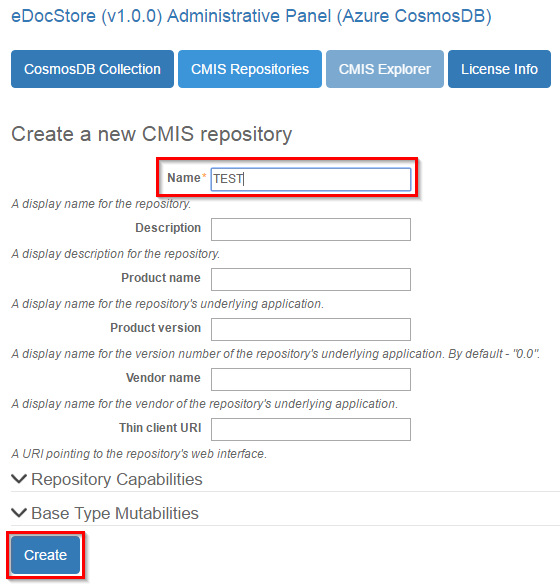 eDocStore (v1.0.0) Administrative Panel (Azure CosmosDB)
CosmosDB Collection CMIS Repositories CMIS Explorer License Info
Create a new CMIS repository
Name* TEST
A display name for the repository.
Description
A display description for the repository.
Product name
A display name for the repository's underlying application.
Product version
A display name for the version number of the repository's underlying application. By default - "0.0".
Vendor name
A display name for the vendor of the repository's underlying application.
Thin client URI
A URI pointing to the repository's web interface.
Repository Capabilities
Base Type Mutabilities
Create